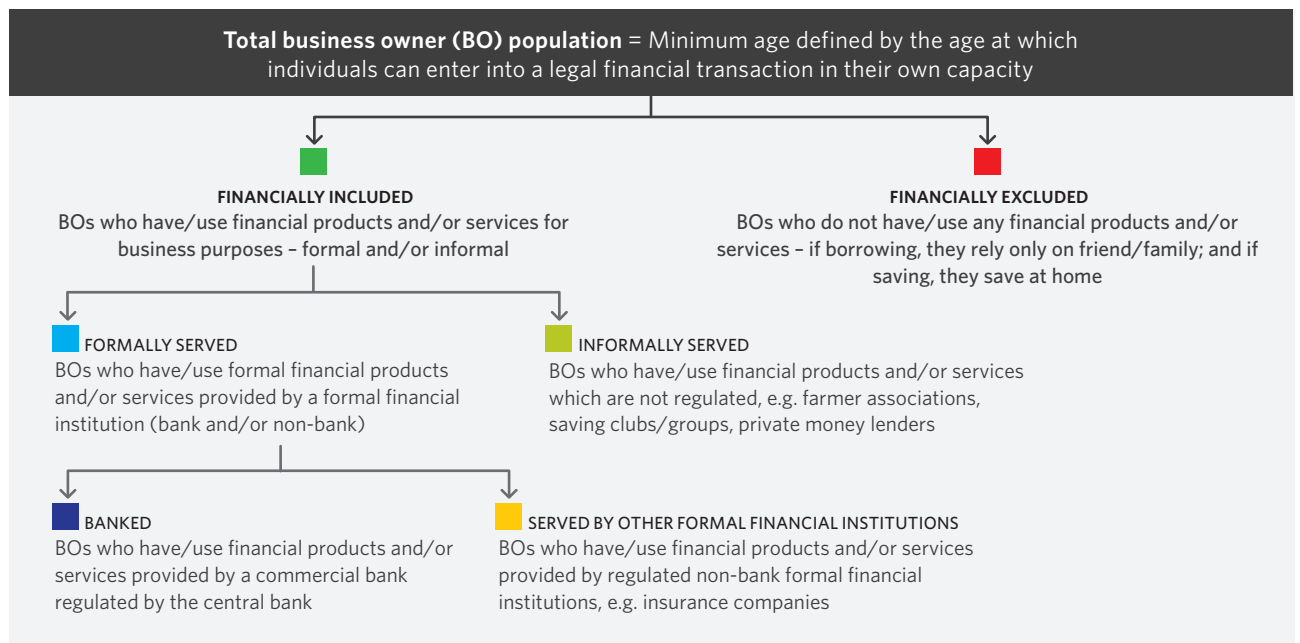 Total business owner (BO) population = Minimum age defined by the age at which
individuals can enter into a legal financial transaction in their own capacity
FINANCIALLY INCLUDED
BOs who have/use financial products and/or services for
business purposes – formal and/or informal
FINANCIALLY EXCLUDED
BOs who do not have/use any financial products and/or
services – if borrowing, they rely only on friend/family; and if
saving, they save at home
FORMALLY SERVED
BOs who have/use formal financial products
and/or services provided by a formal financial
institution (bank and/or non-bank)
INFORMALLY SERVED
BOs who have/use financial products and/or services
which are not regulated, e.g. farmer associations,
saving clubs/groups, private money lenders
BANKED
BOs who have/use financial products and/or
services provided by a commercial bank
regulated by the central bank
SERVED BY OTHER FORMAL FINANCIAL INSTITUTIONS
BOs who have/use financial products and/or services
provided by regulated non-bank formal financial
institutions, e.g. insurance companies